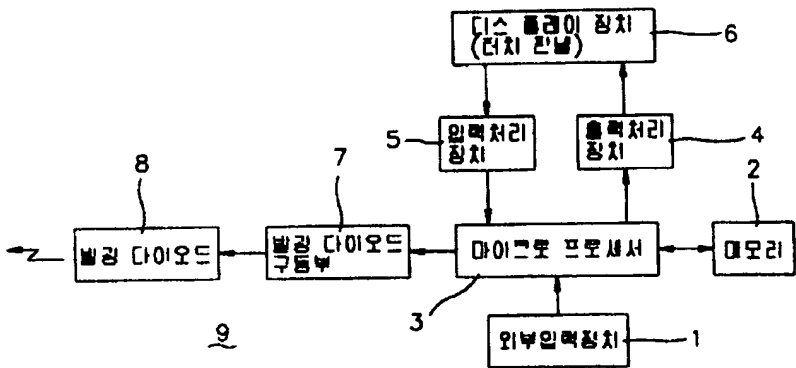 디스 플레이 장치
(터치 판넬)
6
5
입력처리
장치
출력처리
장치
4
8
7
2
발광 다이오드
발광 다이오드
구동부
마이크로 프로세서
메모리
3
9
외부입력장치
1